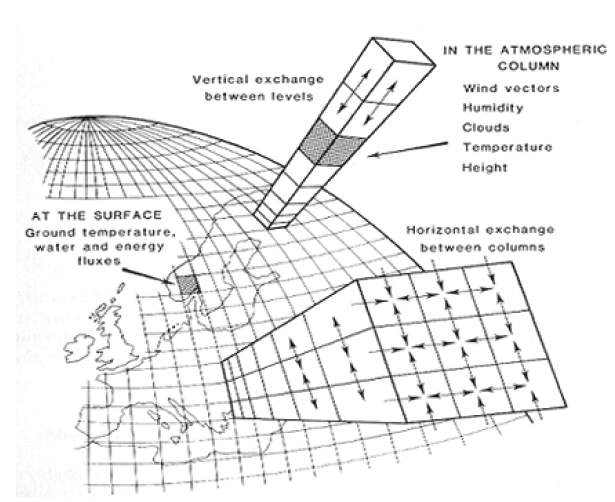 IN THE ATMOSPHERIC
COLUMN
Wind vectors
Humidity
Clouds
Temperature
Height
Vertical exchange
between levels
AT THE SURFACE
Ground temperature,
water and energy
fluxes
Horizontal exchange
between columns